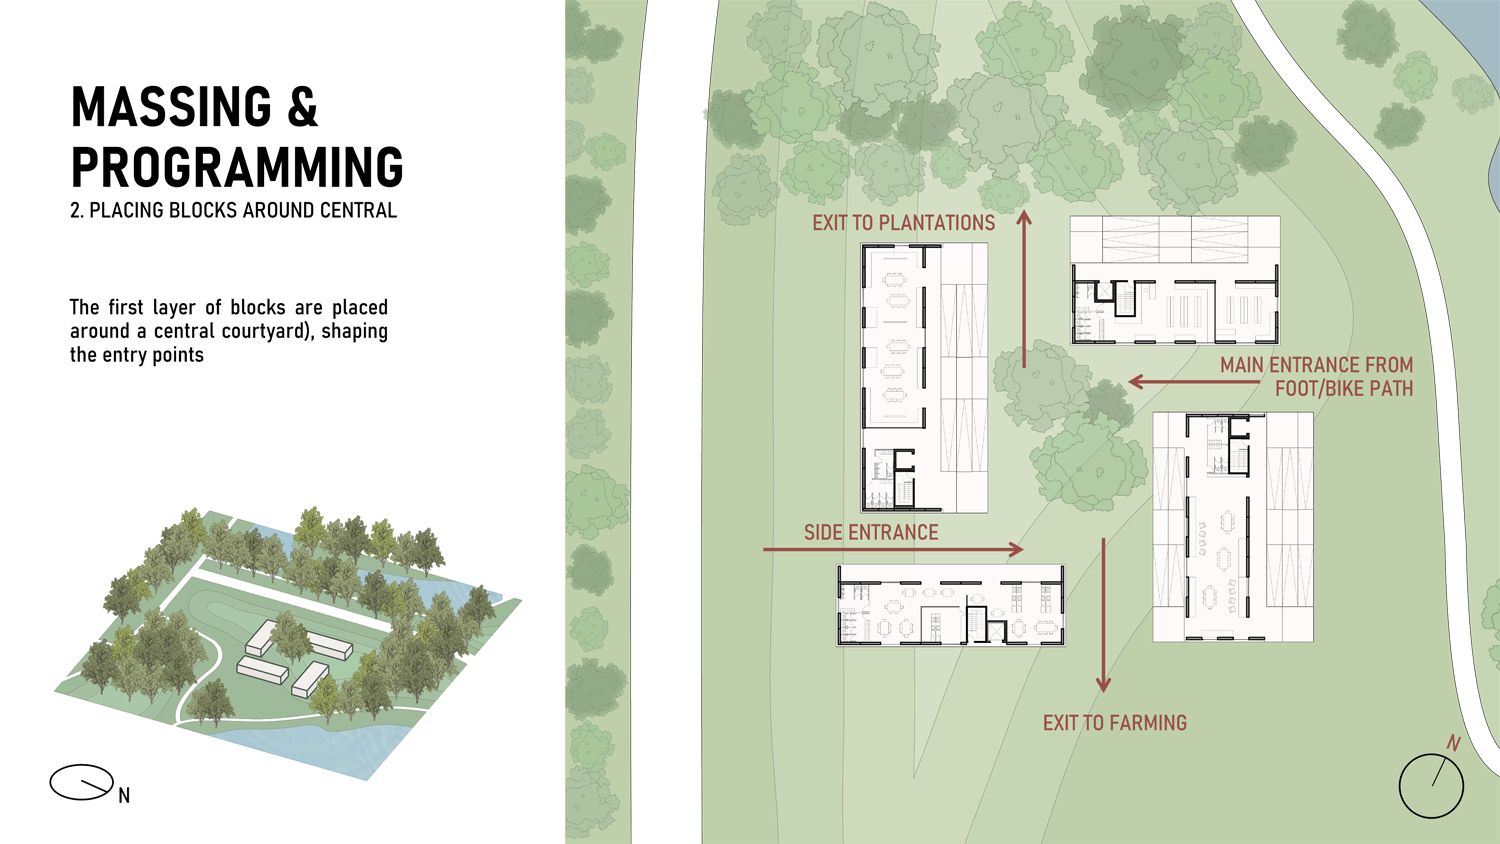 MASSING &
PROGRAMMING
2. PLACING BLOCKS AROUND CENTRAL
The first layer of blocks are placed
around a central courtyard), shaping
the entry points
N
EXIT TO PLANTATIONS
MAIN ENTRANCE FROM
FOOT/BIKE PATH
SIDE ENTRANCE
EXIT TO FARMING
N